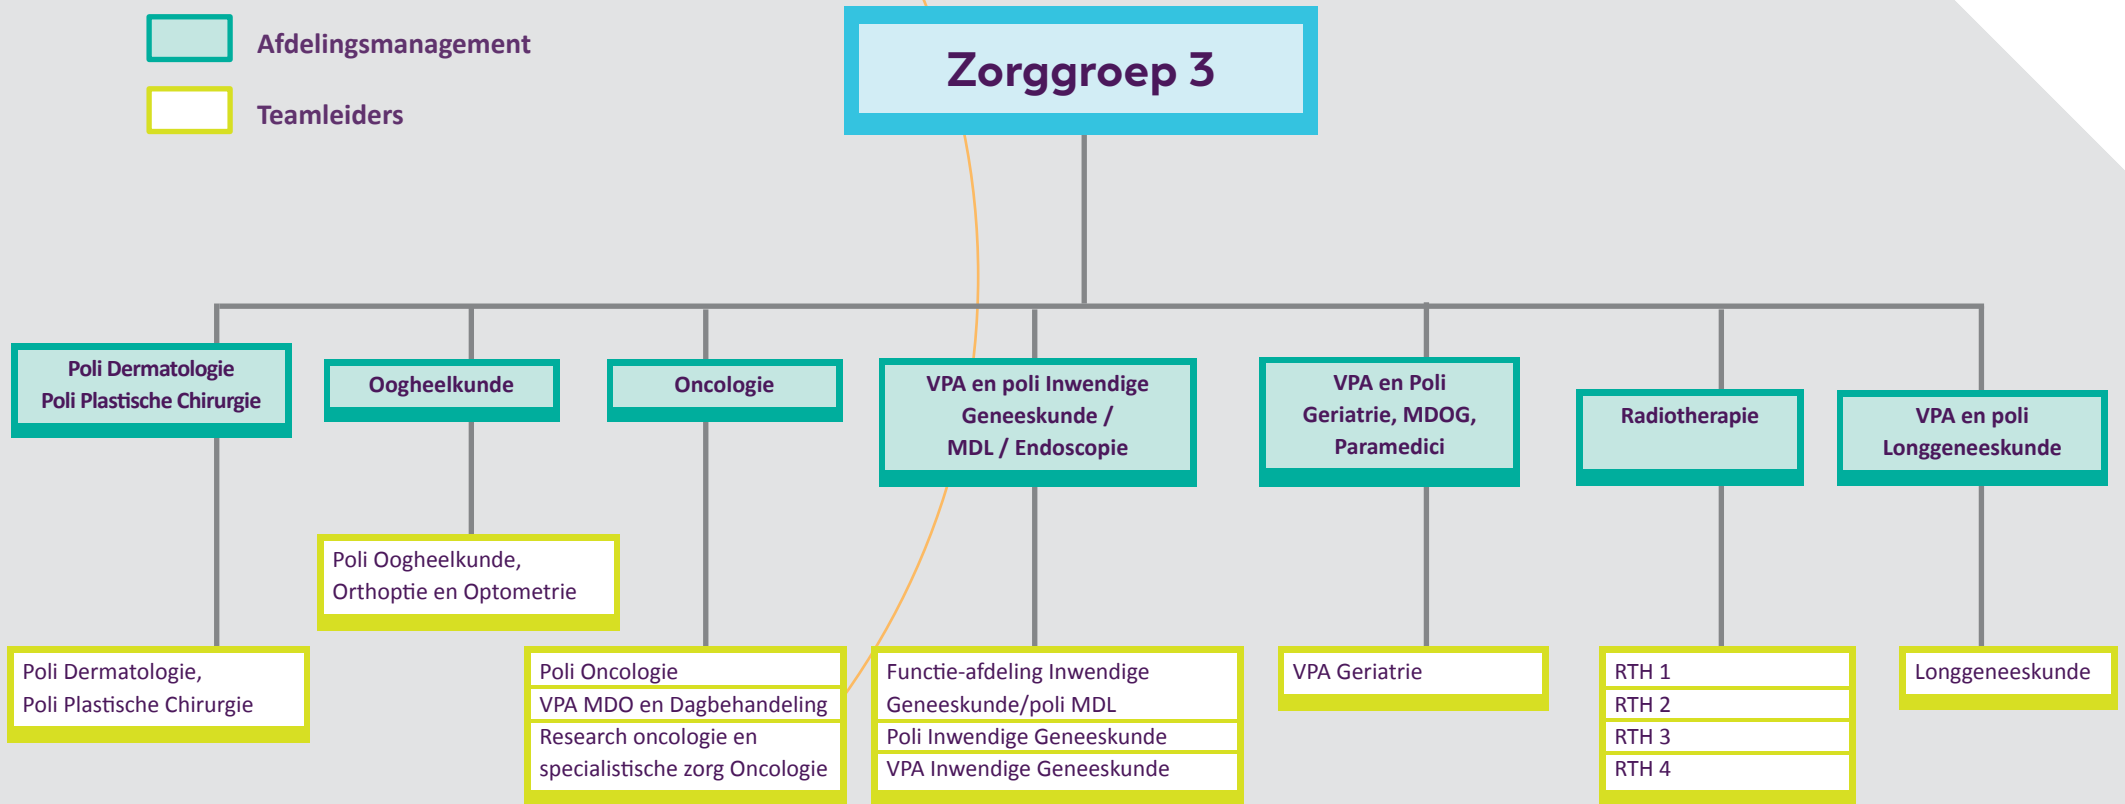 Afdelingsmanagement
Teamleiders
Zorggroep 3
Poli Dermatologie
Poli Plastische Chirurgie
Oogheelkunde
Oncologie
VPA en poli Inwendige
Geneeskunde /
MDL / Endoscopie
VPA en Poli
Geriatrie, MDOG,
Paramedici
Radiotherapie
VPA en poli
Longgeneeskunde
Poli Oogheelkunde,
Orthoptie en Optometrie
Poli Dermatologie,
Poli Plastische Chirurgie
Poli Oncologie
VPA MDO en Dagbehandeling
Research oncologie en
specialistische zorg Oncologie
Functie-afdeling Inwendige
Geneeskunde/poli MDL
Poli Inwendige Geneeskunde
VPA Inwendige Geneeskunde
VPA Geriatrie
RTH 1
RTH 2
RTH 3
RTH 4
Longgeneeskunde